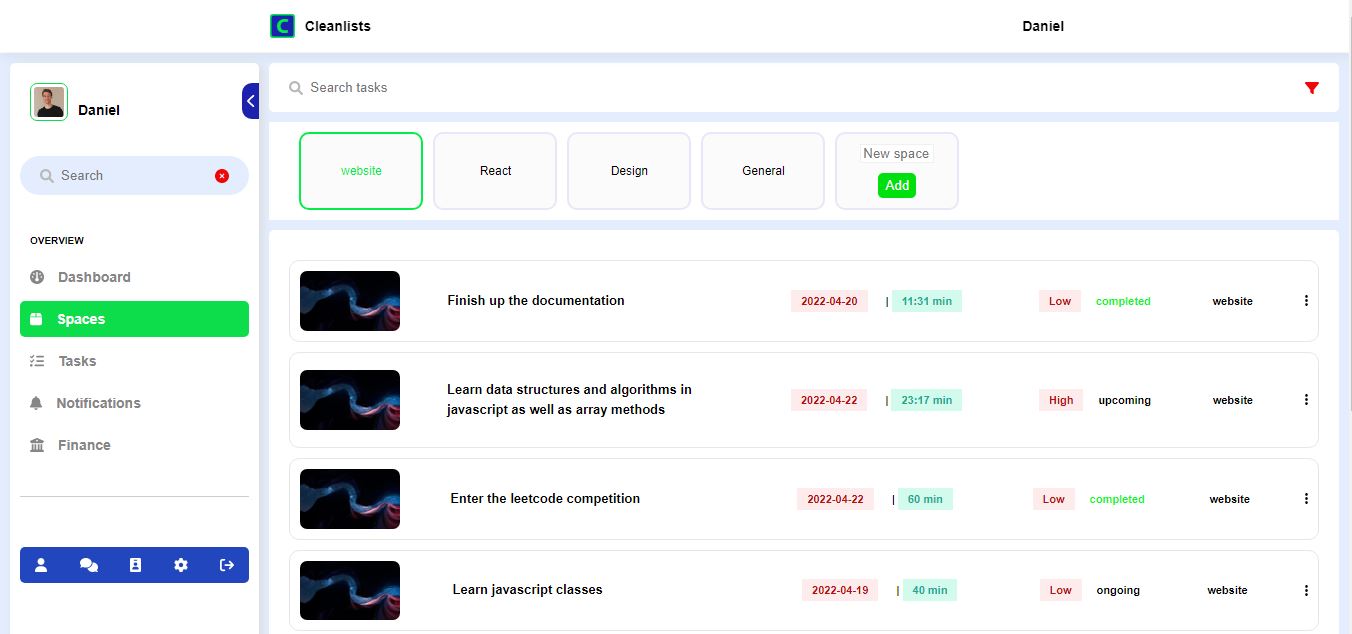 C Cleanlists
Daniel
Daniel
Search
OVERVIEW
Dashboard
Spaces
Tasks
Notifications
Finance
Search tasks
website
React
Design
General
New space
Add
Finish up the documentation 2022-04-20 | 11:31 min Low completed website
Learn data structures and algorithms in
javascript as well as array methods 2022-04-22 | 23:17 min High upcoming website
Enter the leetcode competition 2022-04-22 | 60 min Low completed website
Learn javascript classes 2022-04-19 | 40 min Low ongoing website